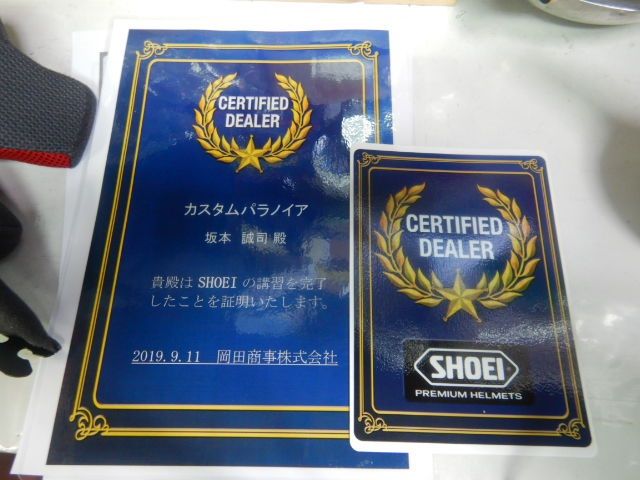 CERTIFIED
DEALER
カスタムパラノイア
坂本 誠司 殿
貴殿は SHOEI の講習を完了
したことを証明いたします。
2019.9.11 岡田商事株式会社
CERTIFIED
DEALER
SHOEI
PREMIUM HELMETS